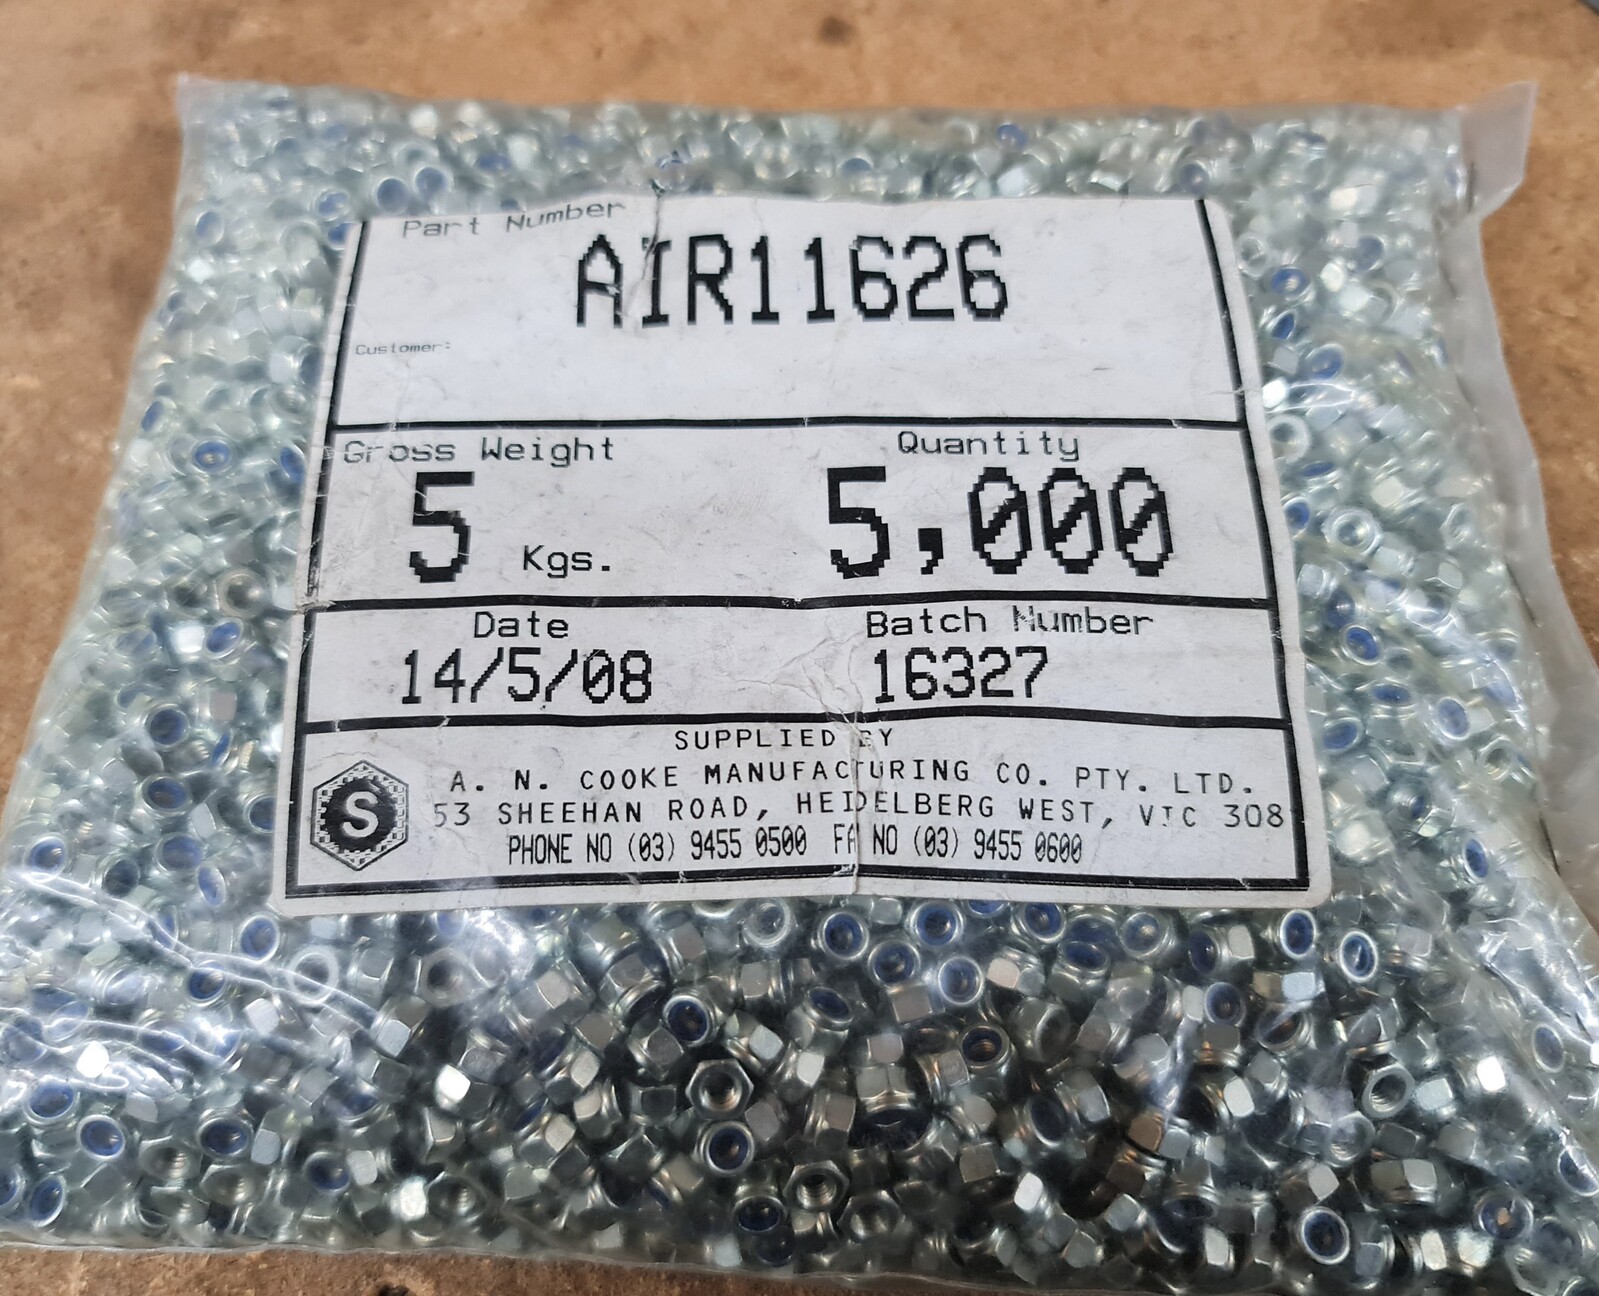 Part Number
AIR11626
Customer:
Gross Weight Quantity
5 Kgs. 5,000
Date Batch Number
14/5/08 16327
SUPPLIED BY
S A. N. COOKE MANUFACTURING CO. PTY. LTD.
53 SHEEHAN ROAD, HEIDELBERG WEST, VIC 308
PHONE NO (03) 9455 0500 FA NO (03) 9455 0600